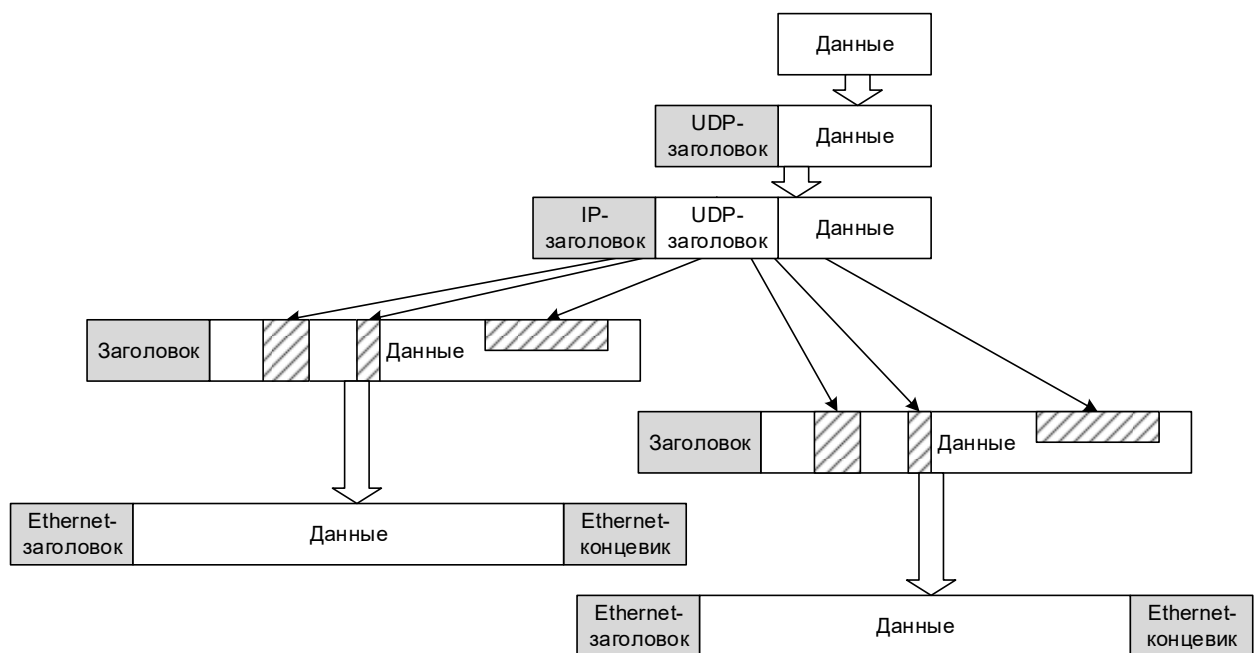 Данные
UDP-
заголовок
Данные
IP-
заголовок
UDP-
заголовок
Данные
Заголовок
Данные
Заголовок
Данные
Ethernet-
заголовок
Данные
Ethernet-
концевик
Ethernet-
заголовок
Данные
Ethernet-
концевик